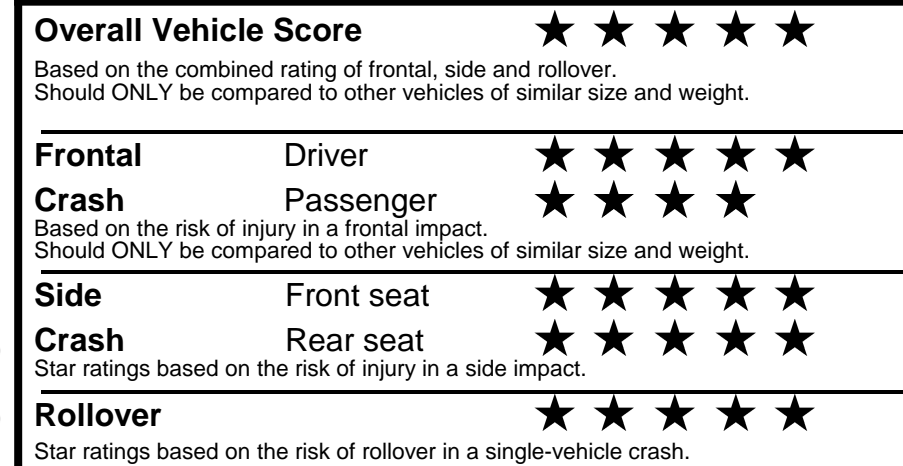 Overall Vehicle Score ★ ★ ★ ★ ★
Based on the combined rating of frontal, side and rollover.
Should ONLY be compared to other vehicles of similar size and weight.
Frontal Driver ★ ★ ★ ★ ★
Crash Passenger ★ ★ ★ ★
Based on the risk of injury in a frontal impact.
Should ONLY be compared to other vehicles of similar size and weight.
Side Front seat ★ ★ ★ ★ ★
Crash Rear seat ★ ★ ★ ★ ★
Star ratings based on the risk of injury in a side impact.
Rollover ★ ★ ★ ★ ★
Star ratings based on the risk of rollover in a single-vehicle crash.